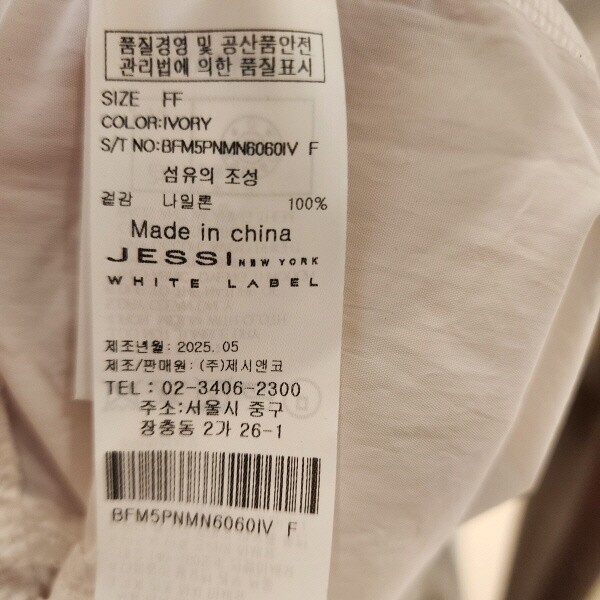 품질경영 및 공산품안전
관리법에 의한 품질표시
SIZE FF
COLOR:IVORY
S/T NO:BFM5PNMN6060IV F
섬유의 조성
겉감 나일론 100%
Made in china
JESSI NEW YORK
WHITE LABEL
제조년월: 2025. 05
제조/판매원: (주)제시앤코
TEL : 02-3406-2300
주소:서울시 중구
장충동 2가 26-1
BFM5PNMN6060IV F